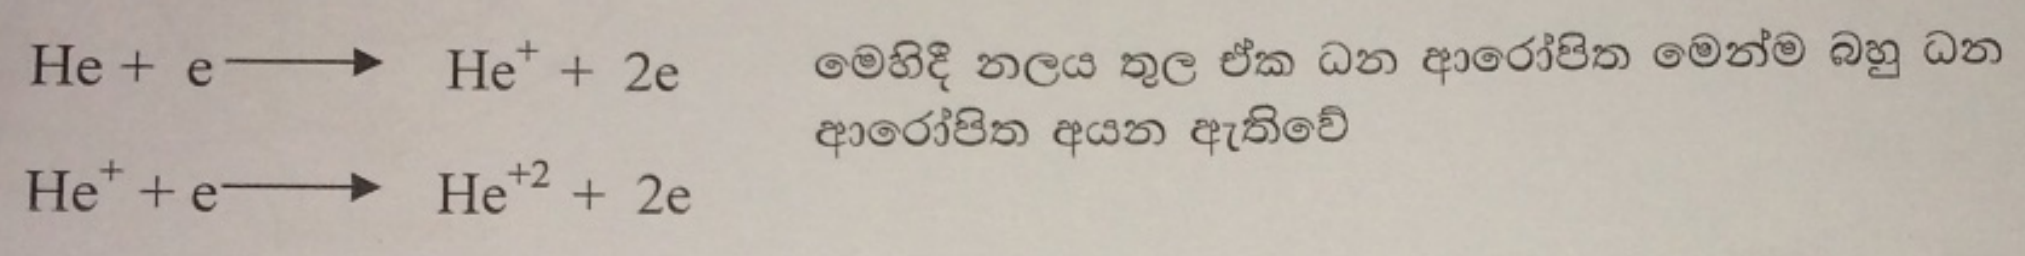 He + e ⟶ He⁺ + 2e මෙහිදී නලය තුල ඒක ධන ආරෝපිත මෙන්ම බහු ධන
ආරෝපිත අයන ඇතිවේ
He⁺ + e ⟶ He⁺² + 2e